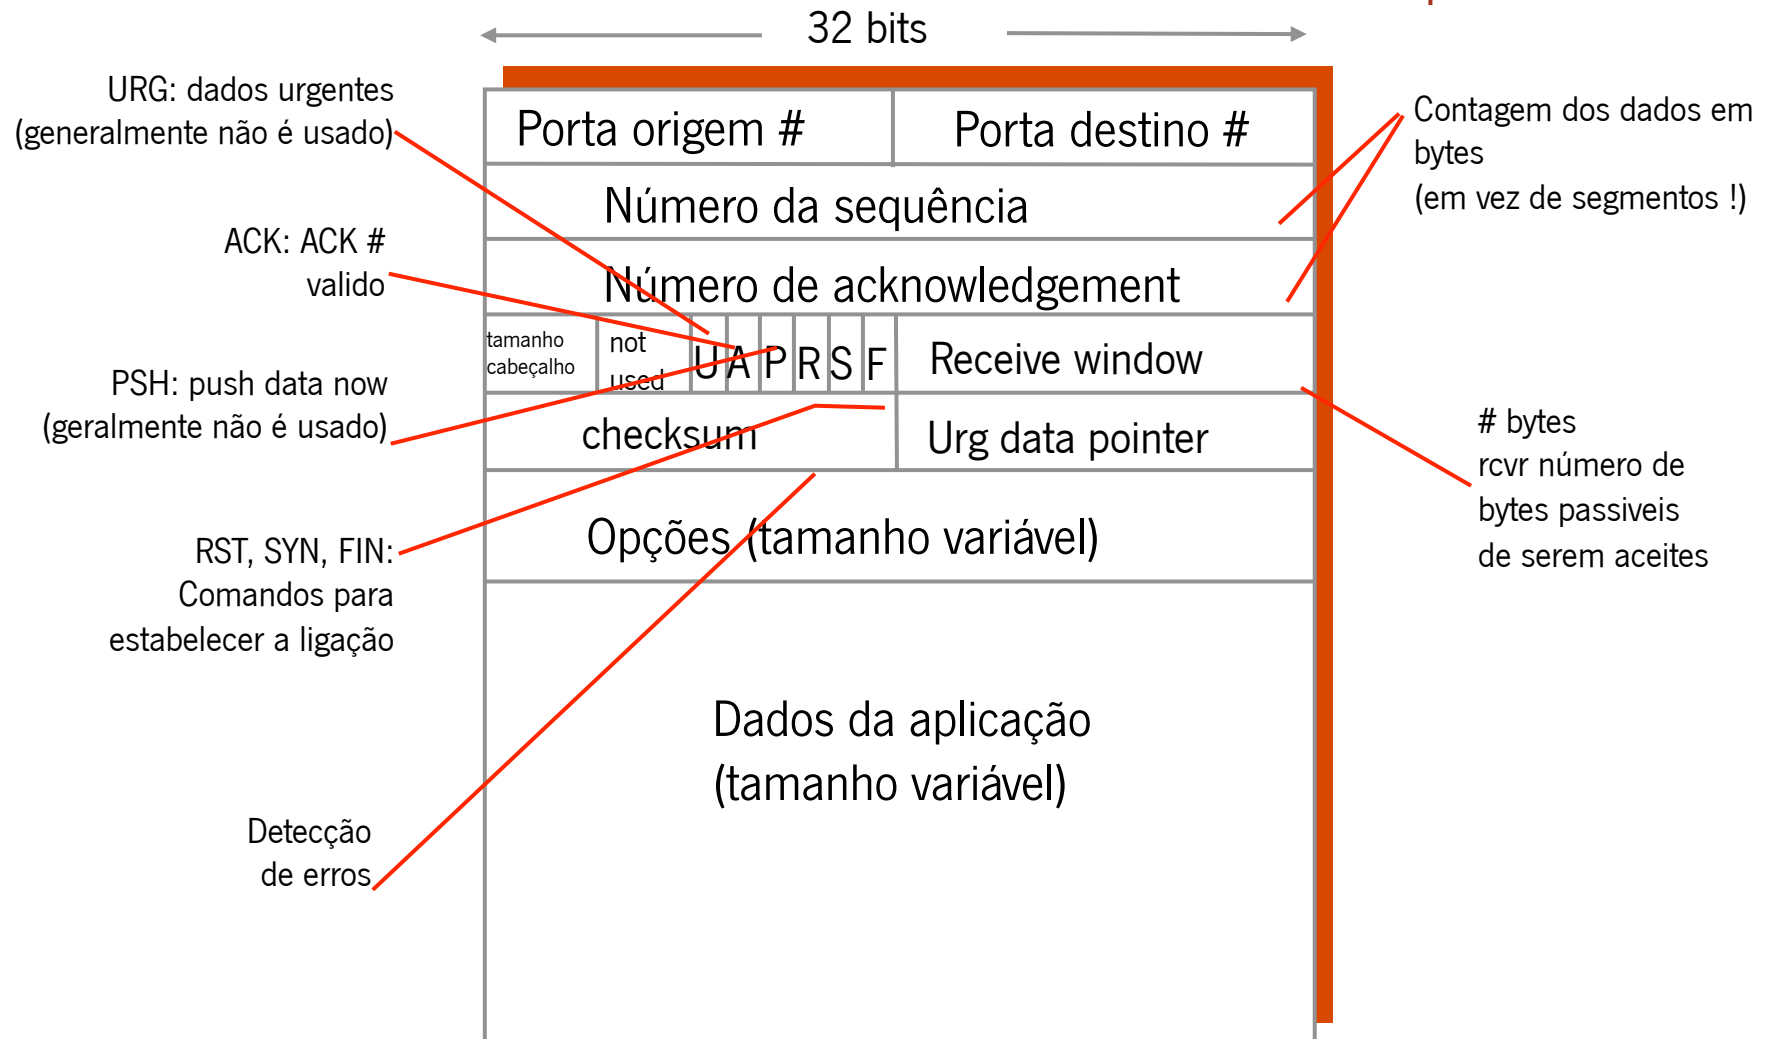 32 bits
URG: dados urgentes
(generalmente não é usado)
ACK: ACK #
valido
PSH: push data now
(geralmente não é usado)
RST, SYN, FIN:
Comandos para
estabelecer a ligação
Detecção
de erros
Porta origem #
Porta destino #
Número da sequência
Número de acknowledgement
tamanho
cabeçalho
not
used
U A P R S F
Receive window
checksum
Urg data pointer
Opções (tamanho variável)
Dados da aplicação
(tamanho variável)
Contagem dos dados em
bytes
(em vez de segmentos !)
# bytes
rcvr número de
bytes passiveis
de serem aceites